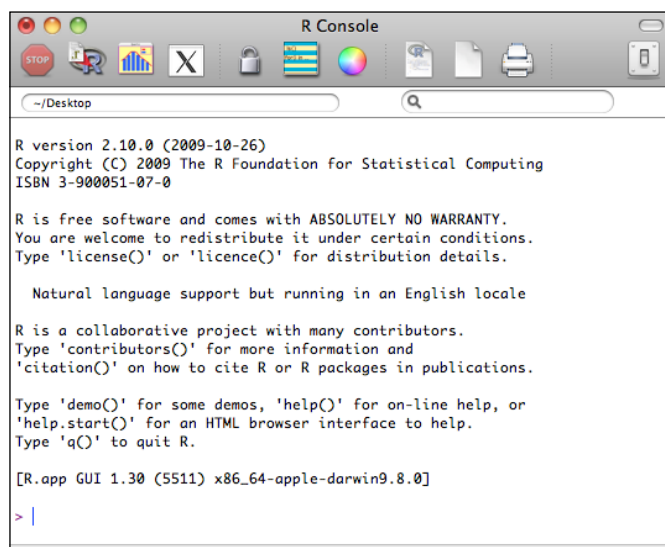 R Console
STOP
R
X
R
~/Desktop
R version 2.10.0 (2009-10-26)
Copyright (C) 2009 The R Foundation for Statistical Computing
ISBN 3-900051-07-0
R is free software and comes with ABSOLUTELY NO WARRANTY.
You are welcome to redistribute it under certain conditions.
Type 'license()' or 'licence()' for distribution details.
Natural language support but running in an English locale
R is a collaborative project with many contributors.
Type 'contributors()' for more information and
'citation()' on how to cite R or R packages in publications.
Type 'demo()' for some demos, 'help()' for on-line help, or
'help.start()' for an HTML browser interface to help.
Type 'q()' to quit R.
[R.app GUI 1.30 (5511) x86_64-apple-darwin9.8.0]
>